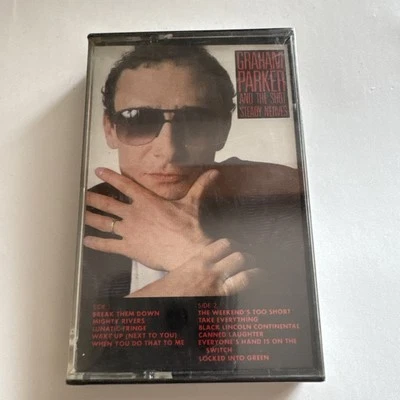 GRAHAM
PARKER
AND THE SHOT
STEADY NERVES
SIDE 1
BREAK THEM DOWN
MIGHTY RIVERS
LUNATIC FRINGE
WAKE UP (NEXT TO YOU)
WHEN YOU DO THAT TO ME
SIDE 2
THE WEEKEND'S TOO SHORT
TAKE EVERYTHING
BLACK LINCOLN CONTINENTAL
CANNED LAUGHTER
EVERYONE'S HAND IS ON THE
SWITCH
LOCKED INTO GREEN